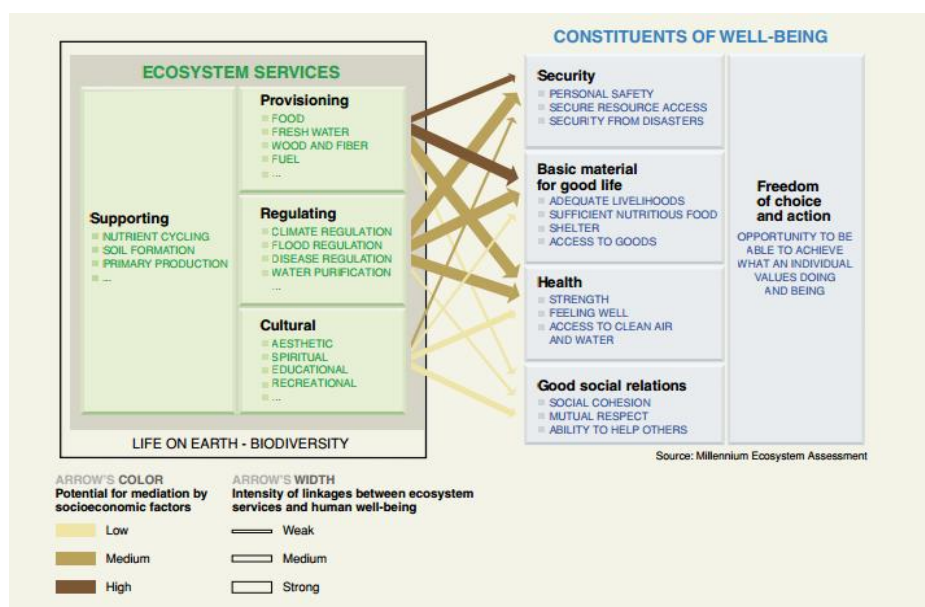 CONSTITUENTS OF WELL-BEING
ECOSYSTEM SERVICES
Supporting
NUTRIENT CYCLING
SOIL FORMATION
PRIMARY PRODUCTION
...
Provisioning
FOOD
FRESH WATER
WOOD AND FIBER
FUEL
...
Regulating
CLIMATE REGULATION
FLOOD REGULATION
DISEASE REGULATION
WATER PURIFICATION
...
Cultural
AESTHETIC
SPIRITUAL
EDUCATIONAL
RECREATIONAL
...
LIFE ON EARTH - BIODIVERSITY
Security
PERSONAL SAFETY
SECURE RESOURCE ACCESS
SECURITY FROM DISASTERS
Basic material
for good life
ADEQUATE LIVELIHOODS
SUFFICIENT NUTRITIOUS FOOD
SHELTER
ACCESS TO GOODS
Health
STRENGTH
FEELING WELL
ACCESS TO CLEAN AIR
AND WATER
Good social relations
SOCIAL COHESION
MUTUAL RESPECT
ABILITY TO HELP OTHERS
Freedom
of choice
and action
OPPORTUNITY TO BE
ABLE TO ACHIEVE
WHAT AN INDIVIDUAL
VALUES DOING
AND BEING
Source: Millennium Ecosystem Assessment
ARROW'S COLOR
Potential for mediation by
socioeconomic factors
Low
Medium
High
ARROW'S WIDTH
Intensity of linkages between ecosystem
services and human well-being
Weak
Medium
Strong